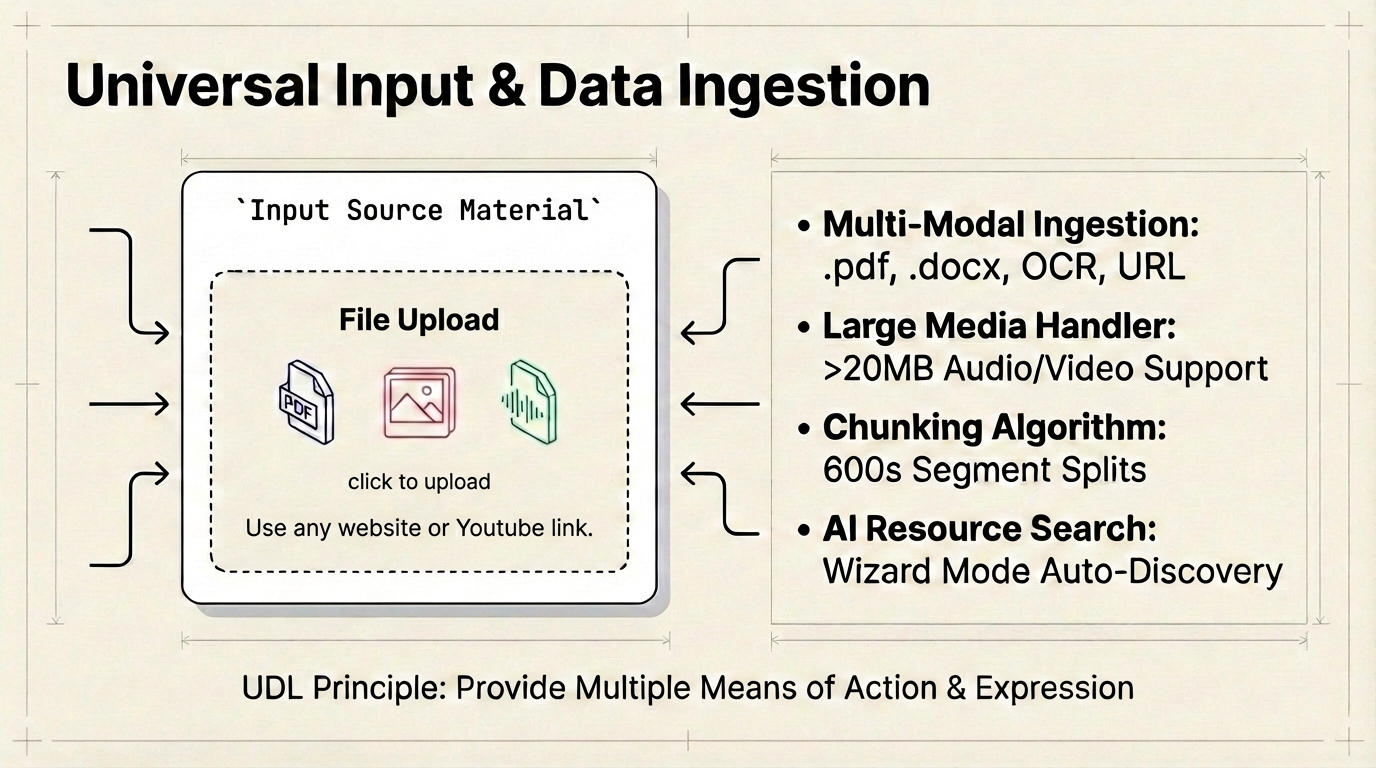 Universal Input & Data Ingestion
`Input Source Material`
File Upload
PDF
click to upload
Use any website or Youtube link.
• Multi-Modal Ingestion:
.pdf, .docx, OCR, URL
• Large Media Handler:
>20MB Audio/Video Support
• Chunking Algorithm:
600s Segment Splits
• AI Resource Search:
Wizard Mode Auto-Discovery
UDL Principle: Provide Multiple Means of Action & Expression